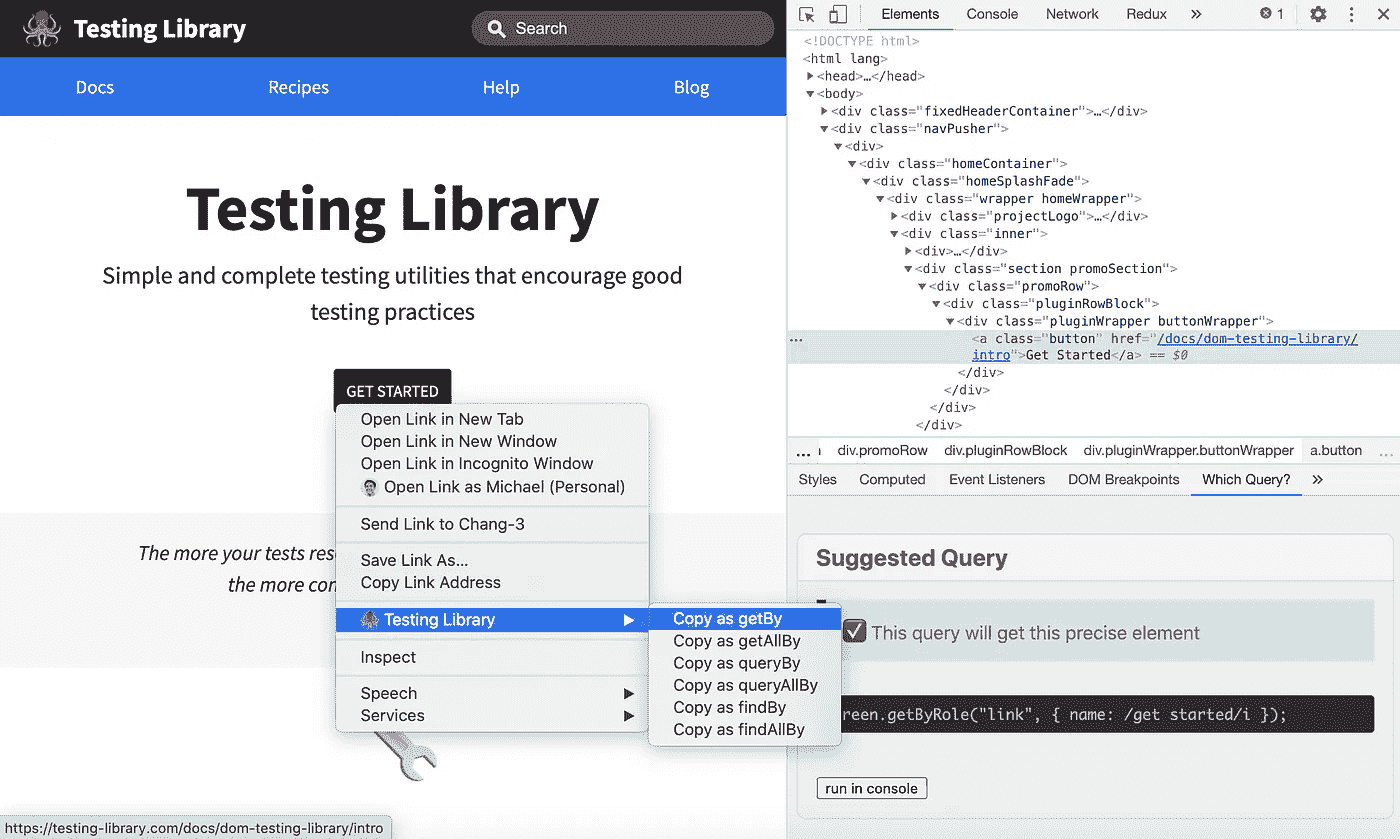 Testing Library
Search
Docs
Recipes
Help
Blog
Testing Library
Simple and complete testing utilities that encourage good
testing practices
GET STARTED
The more your tests
the more
Open Link in New Tab
Open Link in New Window
Open Link in Incognito Window
Open Link as Michael (Personal)
Send Link to Chang-3
Save Link As...
Copy Link Address
Testing Library
Inspect
Speech
Services
Copy as getBy
Copy as getAllBy
Copy as queryBy
Copy as queryAllBy
Copy as findBy
Copy as findAllBy
https://testing-library.com/docs/dom-testing-library/intro
Elements
Console
Network
Redux
»
1
<!DOCTYPE html>
<html lang>
<head>…</head>
<body>
<div class="fixedHeaderContainer">…</div>
<div class="navPusher">
<div>
<div class="homeContainer">
<div class="homeSplashFade">
<div class="wrapper homeWrapper">
<div class="projectLogo">…</div>
<div class="inner">
<div>…</div>
<div class="section promoSection">
<div class="promoRow">
<div class="pluginRowBlock">
<div class="pluginWrapper buttonWrapper">
<a class="button" href="/docs/dom-testing-library/
intro">Get Started</a> == $0
</div>
</div>
</div>
</div>
... div.promoRow div.pluginRowBlock div.pluginWrapper.buttonWrapper a.button ...
Styles
Computed
Event Listeners
DOM Breakpoints
Which Query?
»
Suggested Query
This query will get this precise element
reen.getByRole("link", { name: /get started/i });
run in console